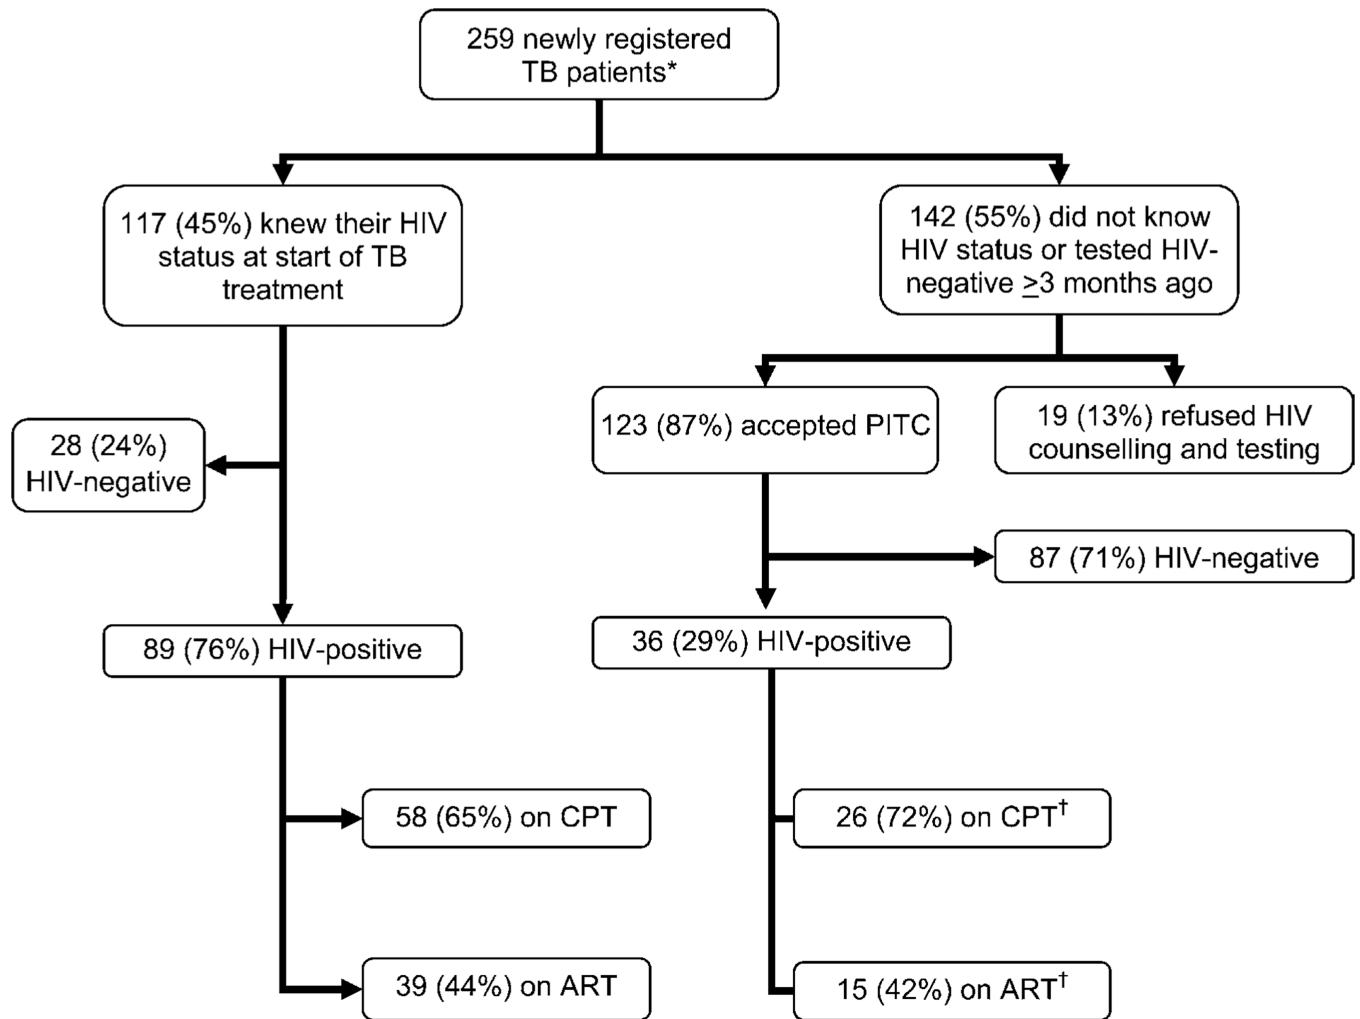 259 newly registered
TB patients*
117 (45%) knew their HIV
status at start of TB
treatment
142 (55%) did not know
HIV status or tested HIV-
negative ≥3 months ago
28 (24%)
HIV-negative
123 (87%) accepted PITC
19 (13%) refused HIV
counselling and testing
87 (71%) HIV-negative
89 (76%) HIV-positive
36 (29%) HIV-positive
58 (65%) on CPT
26 (72%) on CPT†
39 (44%) on ART
15 (42%) on ART†